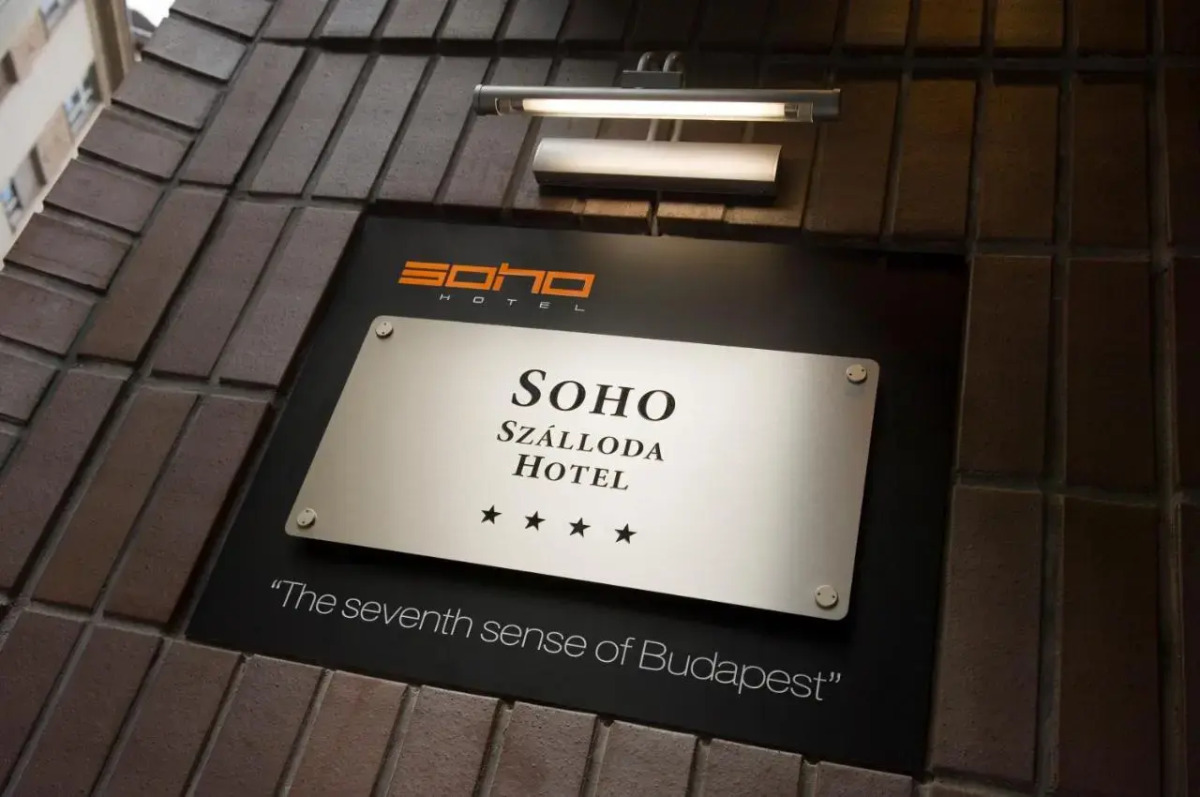 SOHO
HOTEL
SOHO
SZÁLLODA
HOTEL
“The seventh sense of Budapest”